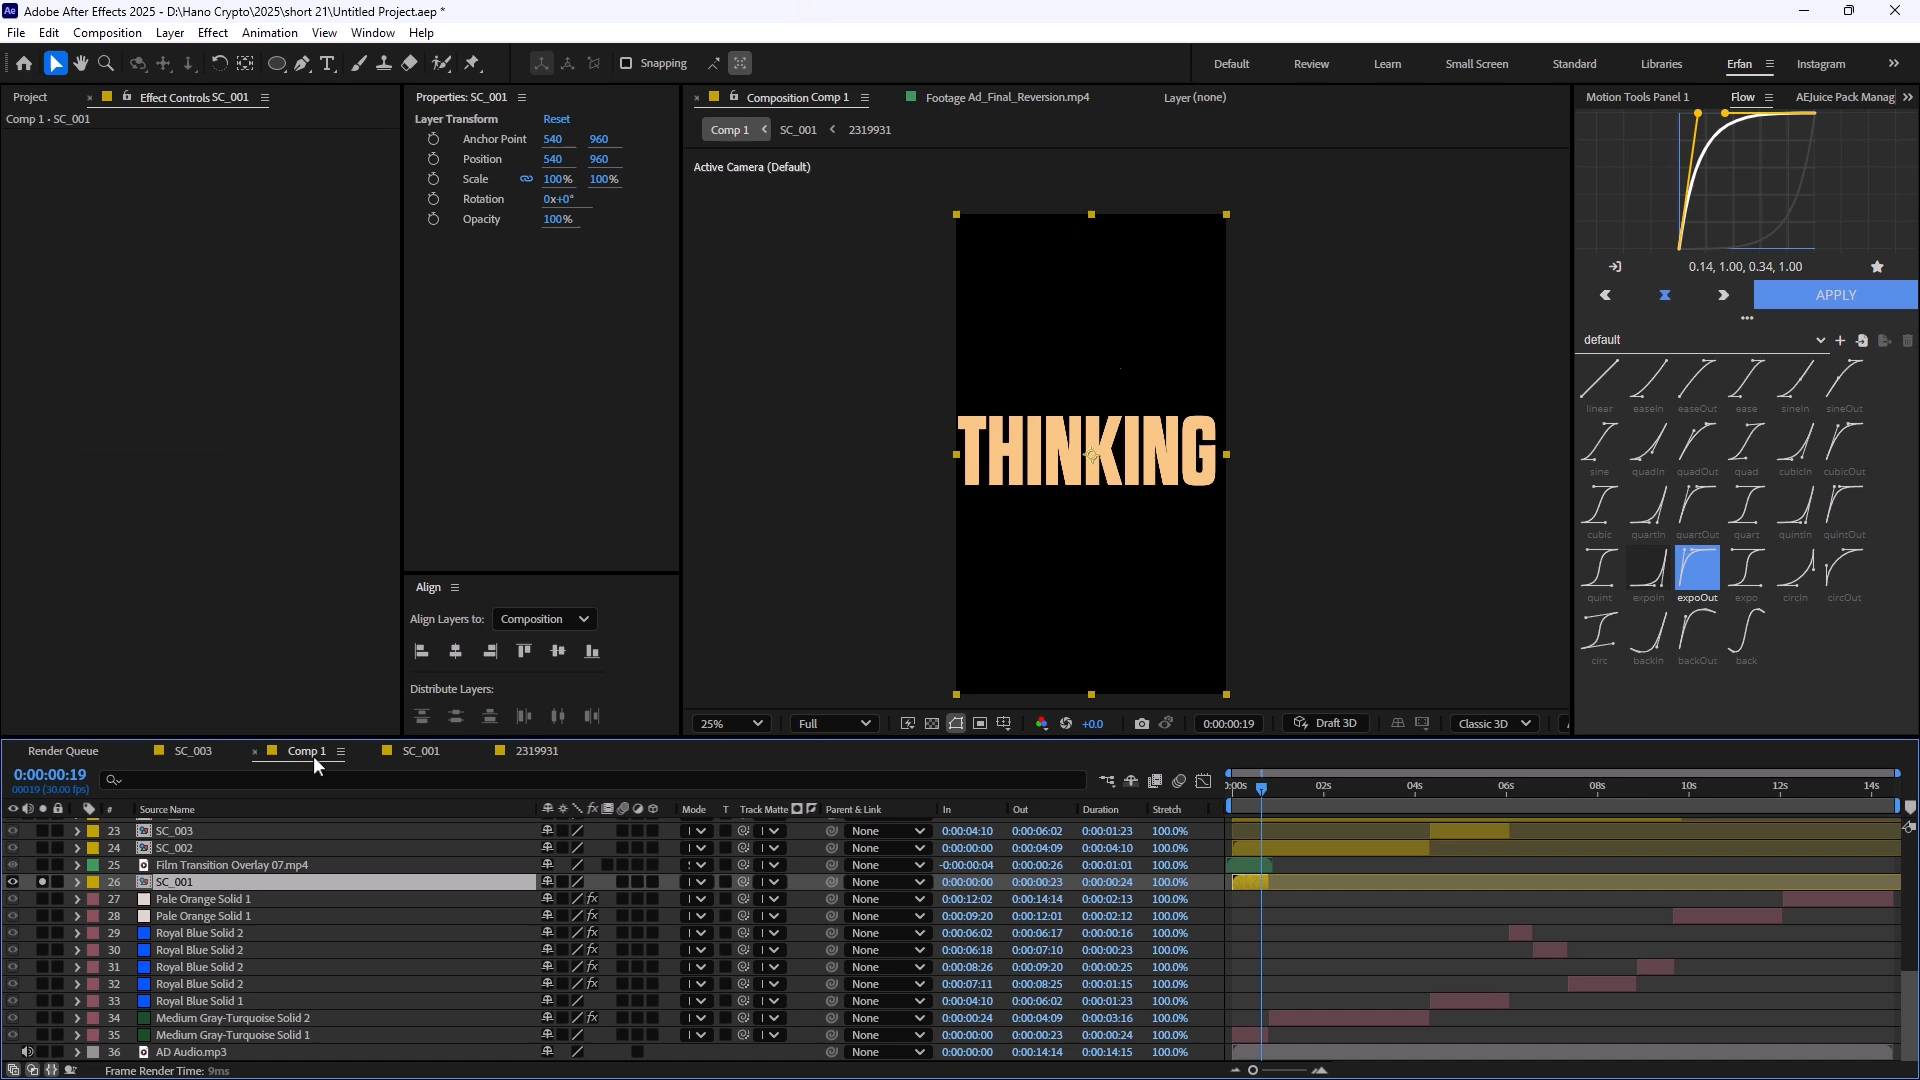 Adobe After Effects 2025 - D:\Hano Crypto\2025\short 21\Untitled Project.aep *
File Edit Composition Layer Effect Animation View Window Help
Snapping Default Review Learn Small Screen Standard Libraries Erfan Instagram
Project Effect Controls SC_001
Comp 1 • SC_001
Properties: SC_001
Layer Transform Reset
Anchor Point 540 960
Position 540 960
Scale 100% 100%
Rotation 0x+0°
Opacity 100%
Align
Align Layers to: Composition
Distribute Layers:
Composition Comp 1 Footage Ad_Final_Reversion.mp4 Layer (none)
Comp 1 SC_001 2319931
Active Camera (Default)
THINKING
25% Full +0.0 0:00:00:19 Draft 3D Classic 3D
Motion Tools Panel 1 Flow AEJuice Pack Manag
0.14, 1.00, 0.34, 1.00
APPLY
default
linear easeIn easeOut ease sineIn sineOut
sine quadIn quadOut quad cubicIn cubicOut
cubic quartIn quartOut quart quintIn quintOut
quint expoIn expoOut expo circIn circOut
circ backIn backOut back
Render Queue SC_003 Comp 1 SC_001 2319931
0:00:00:19
00019 (30.00 fps)
# Source Name Mode T Track Matte Parent & Link In Out Duration Stretch
02s 04s 06s 08s 10s 12s 14s
23 SC_003 None 0:00:04:10 0:00:06:02 0:00:01:23 100.0%
24 SC_002 None 0:00:00:00 0:00:04:09 0:00:04:10 100.0%
25 Film Transition Overlay 07.mp4 None -0:00:00:04 0:00:00:26 0:00:01:01 100.0%
26 SC_001 None 0:00:00:00 0:00:00:23 0:00:00:24 100.0%
27 Pale Orange Solid 1 None 0:00:12:02 0:00:14:14 0:00:02:13 100.0%
28 Pale Orange Solid 1 None 0:00:09:20 0:00:12:01 0:00:02:12 100.0%
29 Royal Blue Solid 2 None 0:00:06:02 0:00:06:17 0:00:00:16 100.0%
30 Royal Blue Solid 2 None 0:00:06:18 0:00:07:10 0:00:00:23 100.0%
31 Royal Blue Solid 2 None 0:00:08:26 0:00:09:20 0:00:00:25 100.0%
32 Royal Blue Solid 2 None 0:00:07:11 0:00:08:25 0:00:01:15 100.0%
33 Royal Blue Solid 1 None 0:00:04:10 0:00:06:02 0:00:01:23 100.0%
34 Medium Gray-Turquoise Solid 2 None 0:00:00:24 0:00:04:09 0:00:03:16 100.0%
35 Medium Gray-Turquoise Solid 1 None 0:00:00:00 0:00:00:23 0:00:00:24 100.0%
36 AD Audio.mp3 None 0:00:00:00 0:00:14:14 0:00:14:15 100.0%
Frame Render Time: 9ms